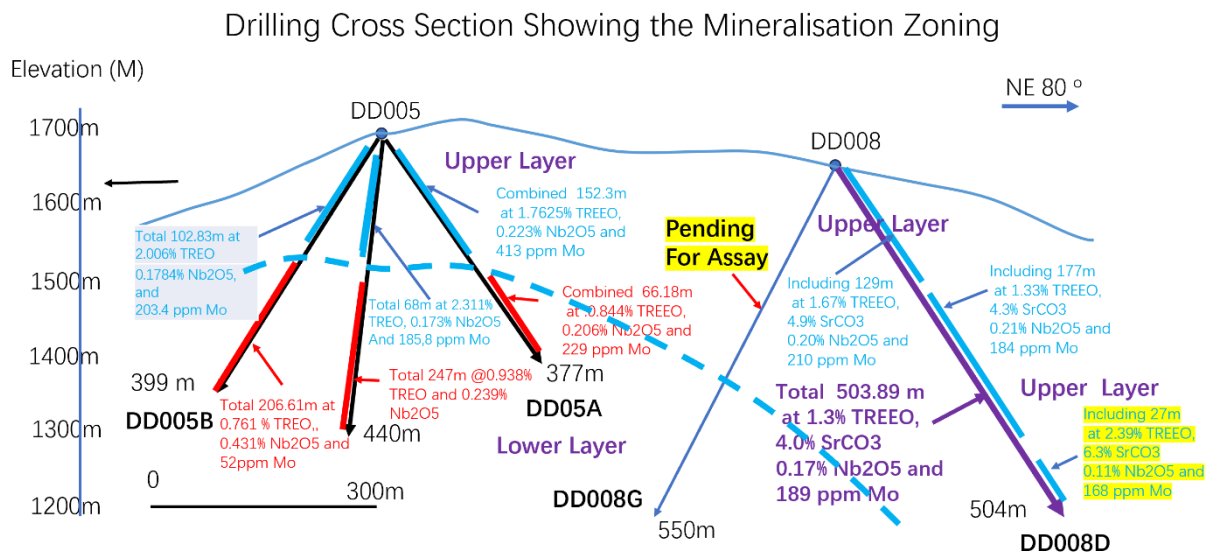 Drilling Cross Section Showing the Mineralisation Zoning
Elevation (M)
NE 80 °
1700m
1600m
1500m
1400m
1300m
1200m
DD005
DD008
Upper Layer
Combined 152.3m
at 1.7625% TREEO,
0.223% Nb2O5 and
413 ppm Mo
Total 102.83m at
2.006% TREO
0.1784% Nb2O5,
and
203.4 ppm Mo
Total 68m at 2.311%
TREO, 0.173% Nb2O5
And 185,8 ppm Mo
Combined 66.18m
at .0.844% TREEO,
0.206% Nb2O5 and
229 ppm Mo
Pending
For Assay
Upper Layer
Including 129m
at 1.67% TREEO,
4.9% SrCO3
0.20% Nb2O5 and
210 ppm Mo
Including 177m
at 1.33% TREEO,
4.3% SrCO3
0.21% Nb2O5 and
184 ppm Mo
399 m
DD005B
Total 206.61m at
0.761 % TREO,,
0.431% Nb2O5 and
52ppm Mo
Total 247m @0.938%
TREO and 0.239%
Nb2O5
440m
377m
DD05A
Lower Layer
Total 503.89 m
at 1.3% TREEO,
4.0% SrCO3
0.17% Nb2O5 and
189 ppm Mo
Upper Layer
Including 27m
at 2.39% TREEO,
6.3% SrCO3
0.11% Nb2O5 and
168 ppm Mo
0
300m
DD008G
550m
504m
DD008D